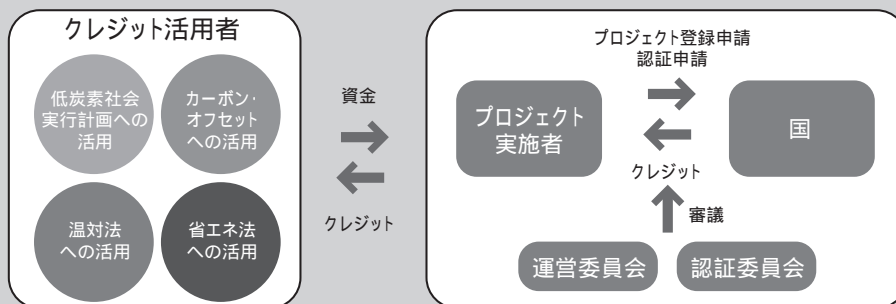 クレジット活用者
低炭素社会
実行計画への
活用
カーボン・
オフセット
への活用
温対法
への活用
省エネ法
への活用
資金
クレジット
プロジェクト登録申請
認証申請
プロジェクト
実施者
国
クレジット
審議
運営委員会
認証委員会